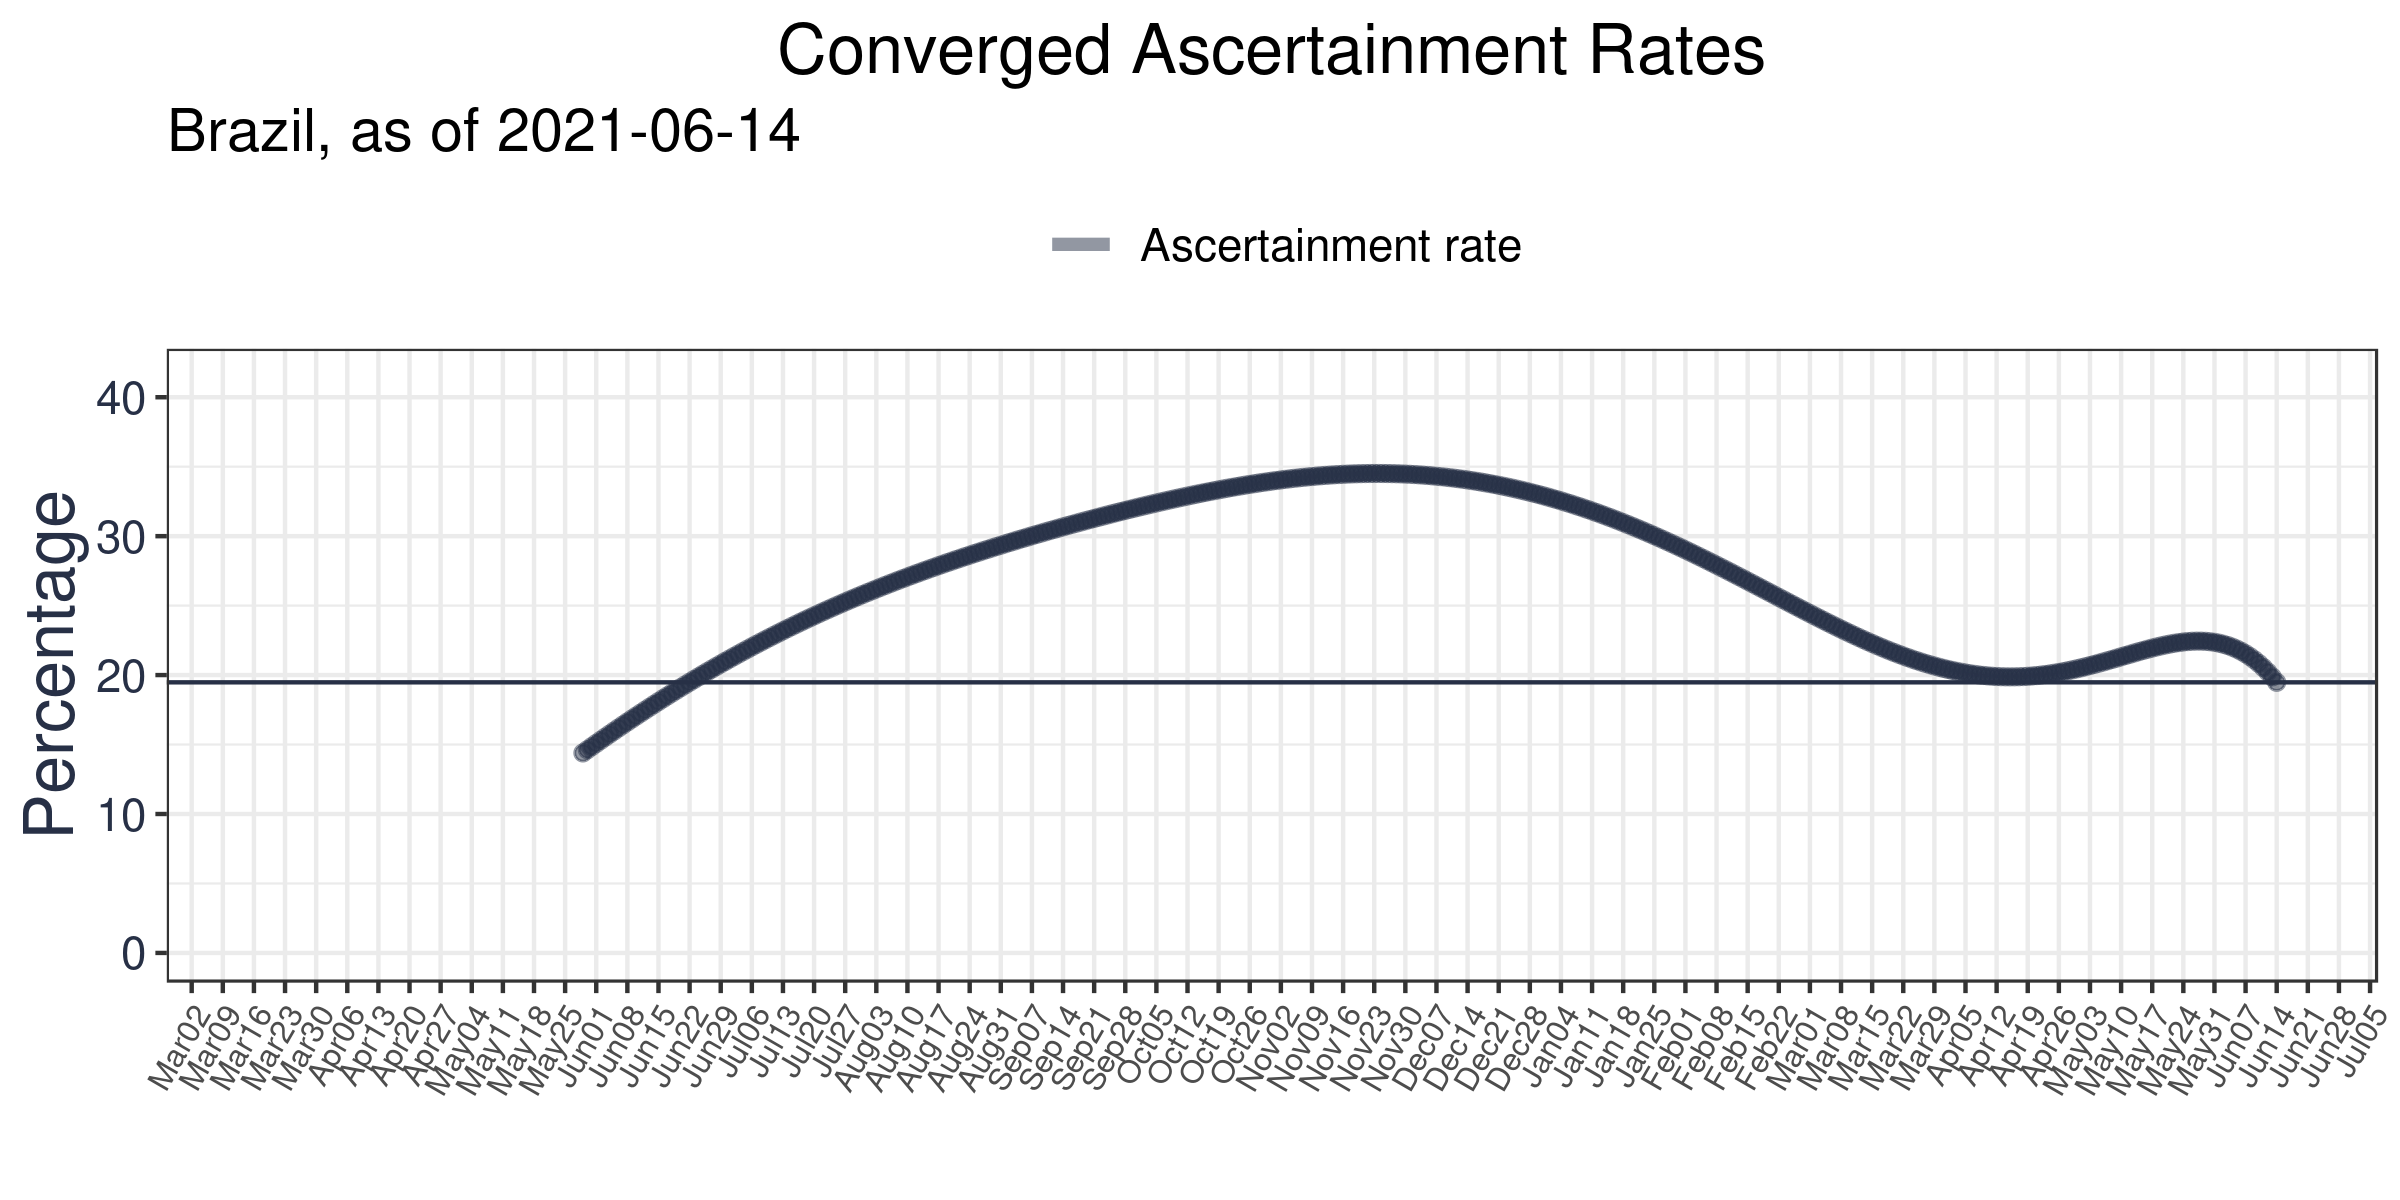 Converged Ascertainment Rates
Brazil, as of 2021-06-14
Ascertainment rate
Percentage
40
30
20
10
0
Mar02
Mar09
Mar16
Mar23
Mar30
Apr06
Apr13
Apr20
Apr27
May04
May11
May18
May25
Jun01
Jun08
Jun15
Jun22
Jun29
Jul06
Jul13
Jul20
Jul27
Aug03
Aug10
Aug17
Aug24
Aug31
Sep07
Sep14
Sep21
Sep28
Oct05
Oct12
Oct19
Oct26
Nov02
Nov09
Nov16
Nov23
Nov30
Dec07
Dec14
Dec21
Dec28
Jan04
Jan11
Jan18
Jan25
Feb01
Feb08
Feb15
Feb22
Mar01
Mar08
Mar15
Mar22
Mar29
Apr05
Apr12
Apr19
Apr26
May03
May10
May17
May24
May31
Jun07
Jun14
Jun21
Jun28
Jul05